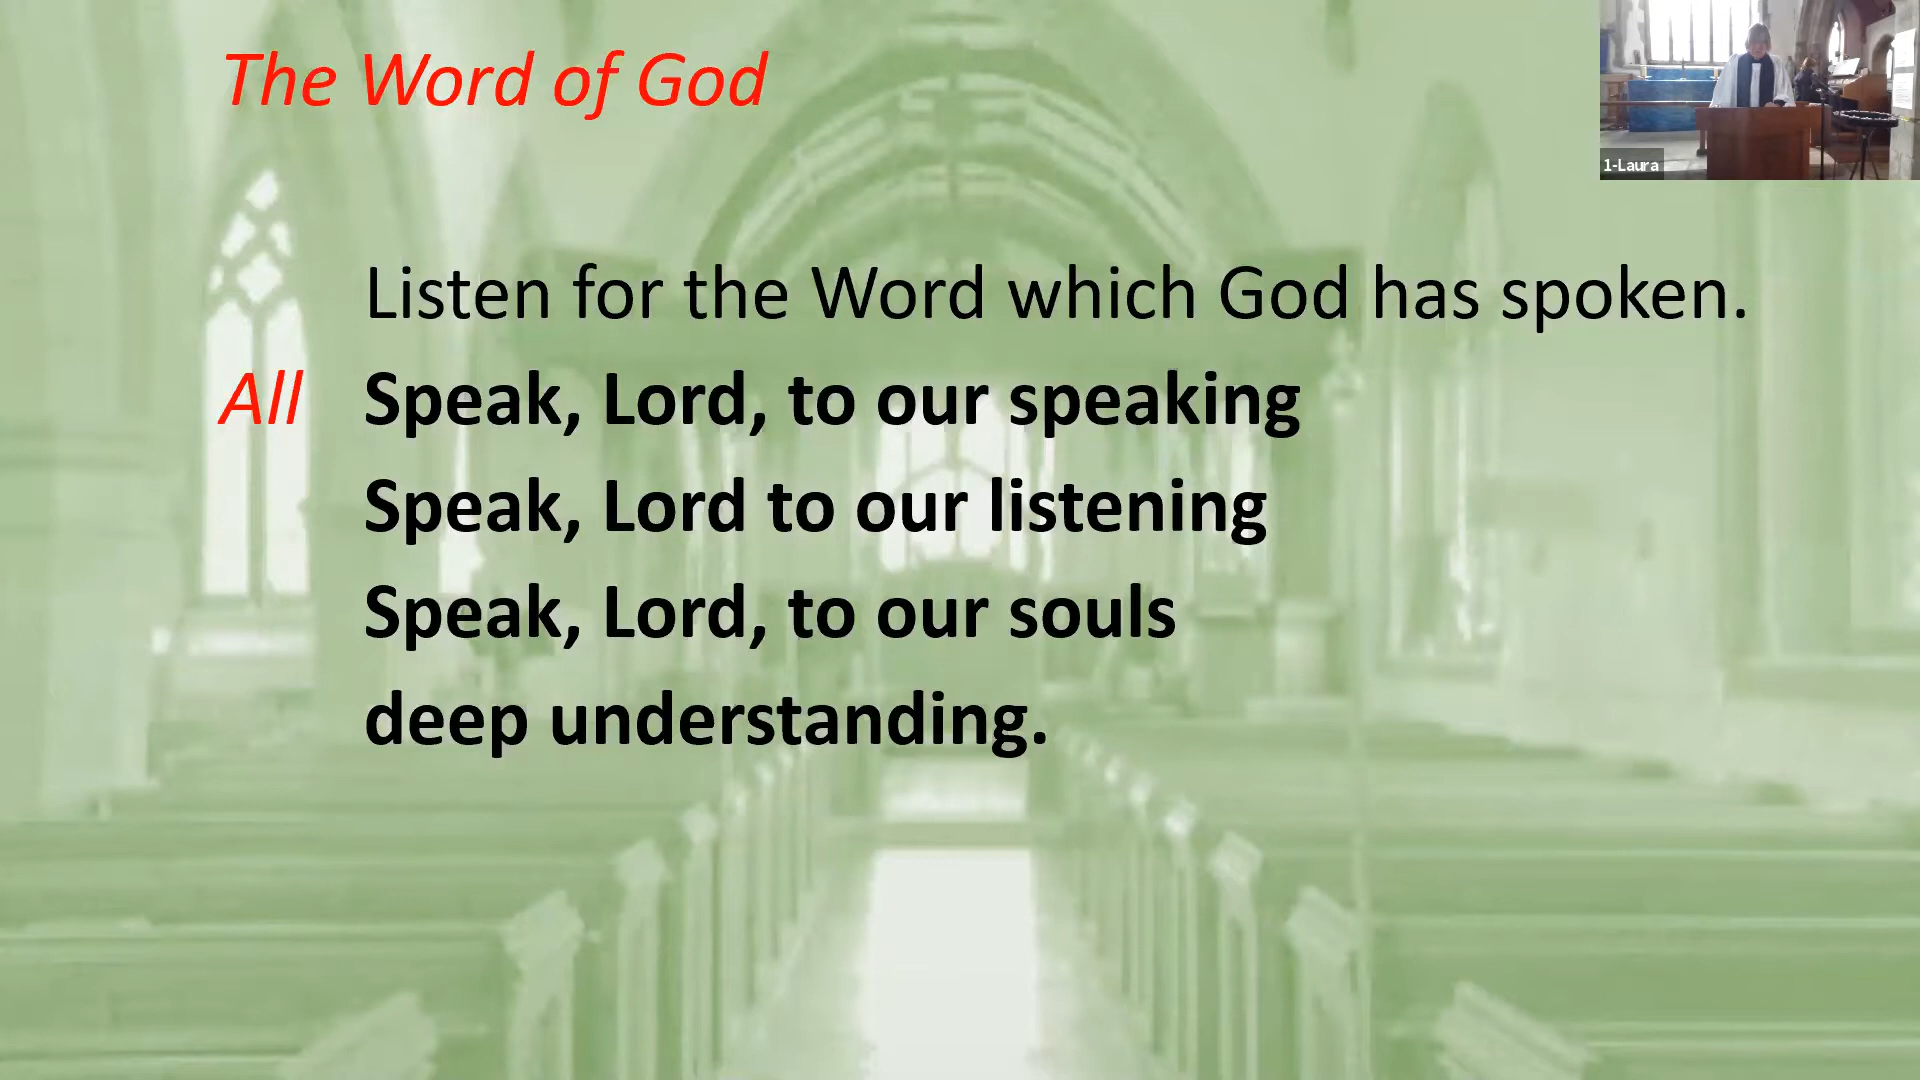 The Word of God
1-Laura
Listen for the Word which God has spoken.
All Speak, Lord, to our speaking
Speak, Lord to our listening
Speak, Lord, to our souls
deep understanding.